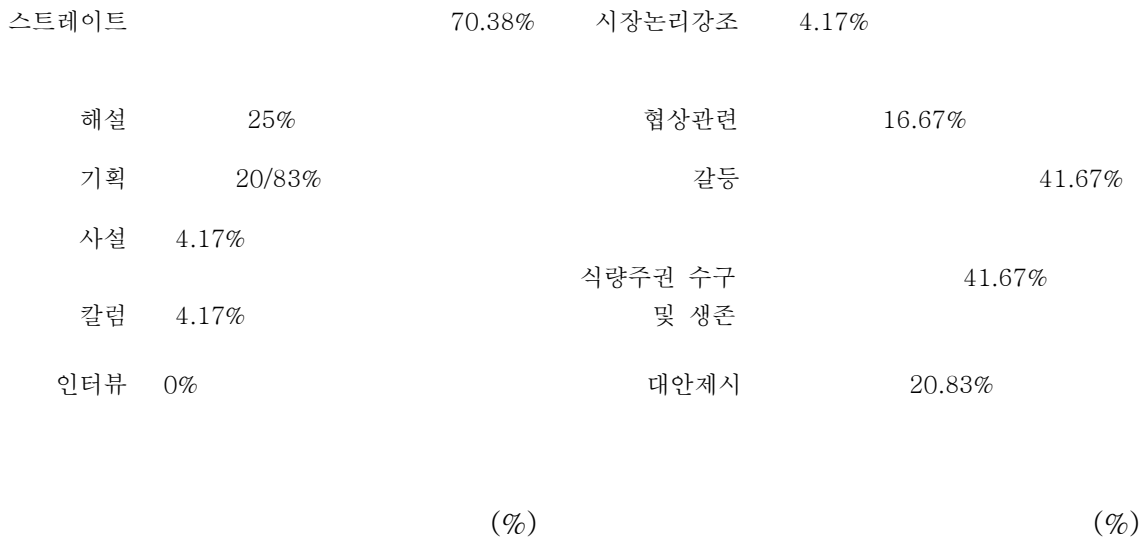 스트레이트 70.38%
해설 25%
기획 20/83%
사설 4.17%
칼럼 4.17%
인터뷰 0%
(%)
시장논리강조 4.17%
협상관련 16.67%
갈등 41.67%
식량주권 수구 41.67%
및 생존
대안제시 20.83%
(%)